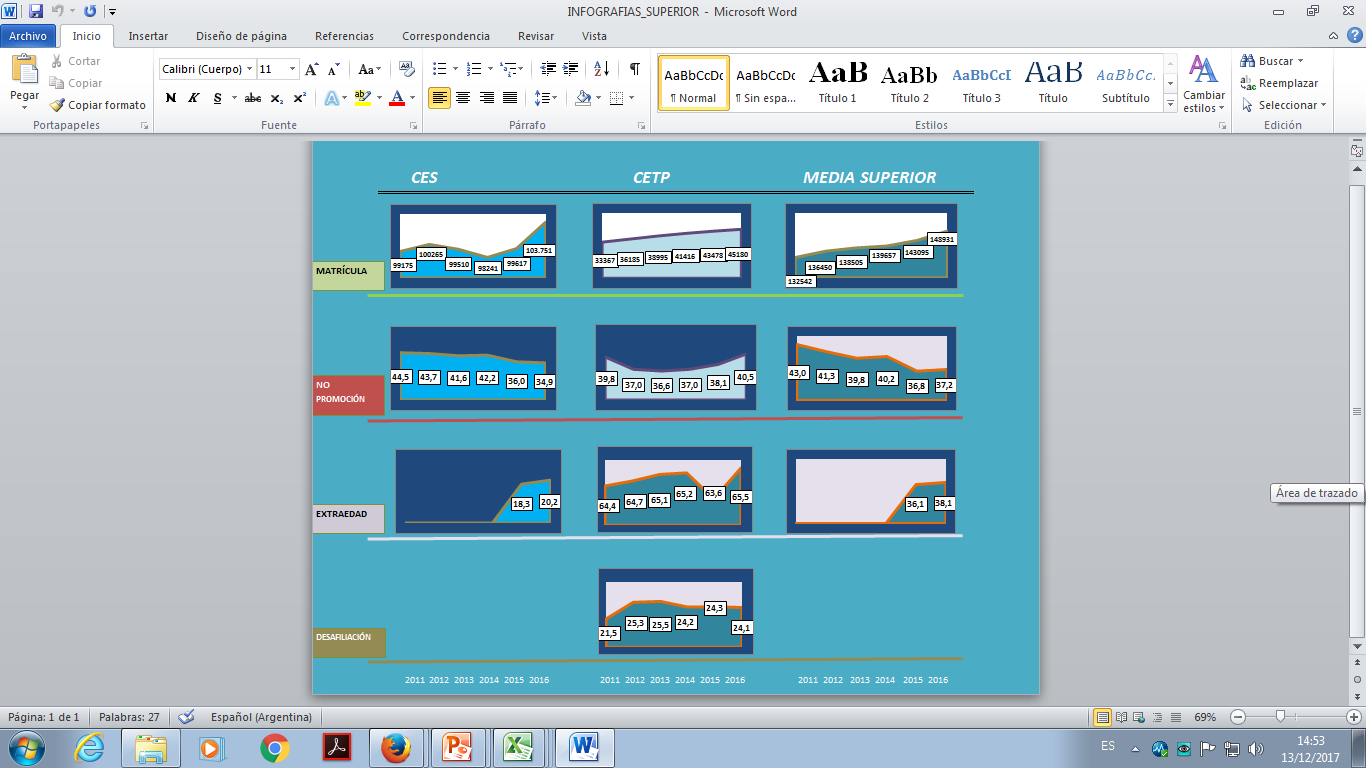 INFOGRAFIAS_SUPERIOR - Microsoft Word
Archivo Inicio Insertar Diseño de página Referencias Correspondencia Revisar Vista
Pegar
Cortar
Copiar
Copiar formato
Portapapeles
Calibri (Cuerpo) 11
N K S abc x₂ x²
Fuente
Párrafo
AaBbCcDc AaBbCcDc AaB AaBb AaBbCcI AaB AaBbCc.
¶ Normal ¶ Sin espa... Título 1 Título 2 Título 3 Título Subtítulo
Estilos
Cambiar estilos
Buscar
Reemplazar
Seleccionar
Edición
CES CETP MEDIA SUPERIOR
MATRÍCULA
99175 100265 99510 98241 99617 103.751
33367 36185 38995 41416 43478 45180
132542 136450 138505 139657 143095 148931
NO
PROMOCIÓN
44,5 43,7 41,6 42,2 36,0 34,9
39,8 37,0 36,6 37,0 38,1 40,5
43,0 41,3 39,8 40,2 36,8 37,2
EXTRAEDAD
18,3 20,2
64,4 64,7 65,1 65,2 63,6 65,5
36,1 38,1
Área de trazado
DESAFILIACIÓN
21,5 25,3 25,5 24,2 24,3 24,1
2011 2012 2013 2014 2015 2016
2011 2012 2013 2014 2015 2016
2011 2012 2013 2014 2015 2016
Página: 1 de 1 Palabras: 27 Español (Argentina) 69%
ES
14:53
13/12/2017